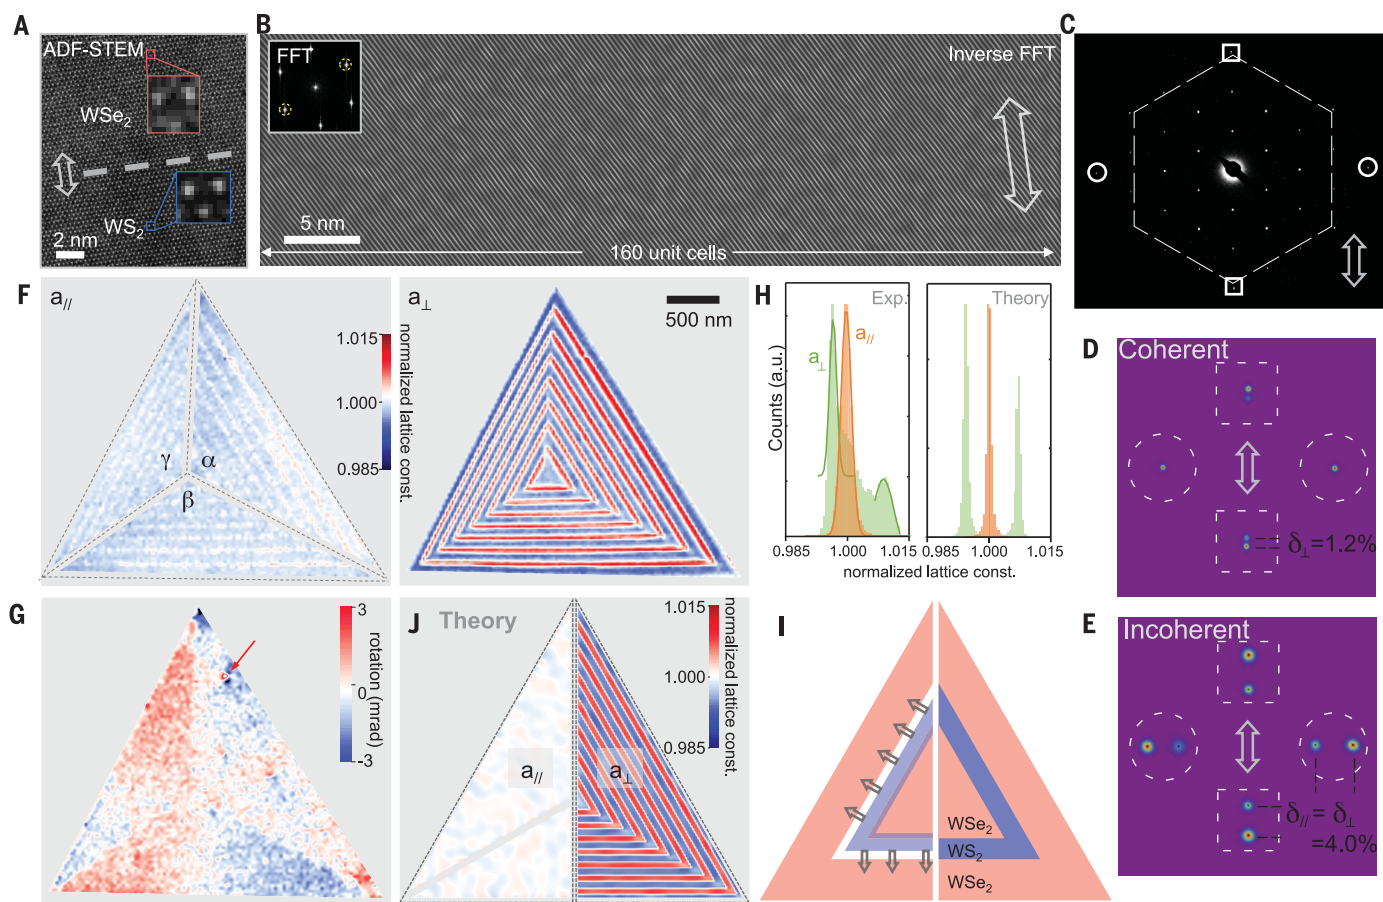 A
ADF-STEM
WSe2
WS2
2 nm
B
FFT
Inverse FFT
5 nm
160 unit cells
C
F
a//
1.015
1.000
0.985
normalized lattice const.
γ
α
β
a⊥
500 nm
H
Exp.
Theory
a⊥
a//
Counts (a.u.)
0.985
1.000
1.015
0.985
1.000
1.015
normalized lattice const.
D
Coherent
δ⊥=1.2%
G
3
0
-3
rotation (mrad)
J
Theory
a//
a⊥
1.015
1.000
0.985
normalized lattice const.
I
WSe2
WS2
WSe2
E
Incoherent
δ//= δ⊥
=4.0%